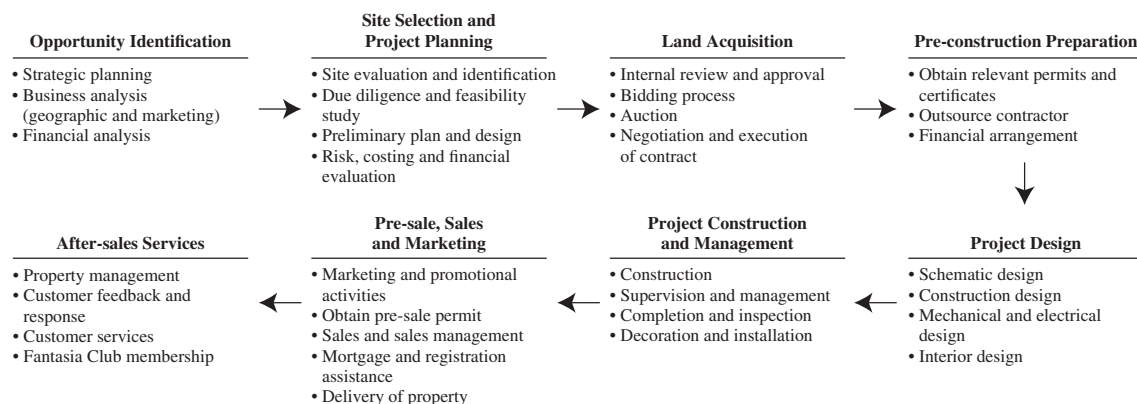 Opportunity Identification
• Strategic planning
• Business analysis
(geographic and marketing)
• Financial analysis
Site Selection and
Project Planning
• Site evaluation and identification
• Due diligence and feasibility
study
• Preliminary plan and design
• Risk, costing and financial
evaluation
Land Acquisition
• Internal review and approval
• Bidding process
• Auction
• Negotiation and execution
of contract
Pre-construction Preparation
• Obtain relevant permits and
certificates
• Outsource contractor
• Financial arrangement
Project Design
• Schematic design
• Construction design
• Mechanical and electrical
design
• Interior design
Project Construction
and Management
• Construction
• Supervision and management
• Completion and inspection
• Decoration and installation
Pre-sale, Sales
and Marketing
• Marketing and promotional
activities
• Obtain pre-sale permit
• Sales and sales management
• Mortgage and registration
assistance
• Delivery of property
After-sales Services
• Property management
• Customer feedback and
response
• Customer services
• Fantasia Club membership